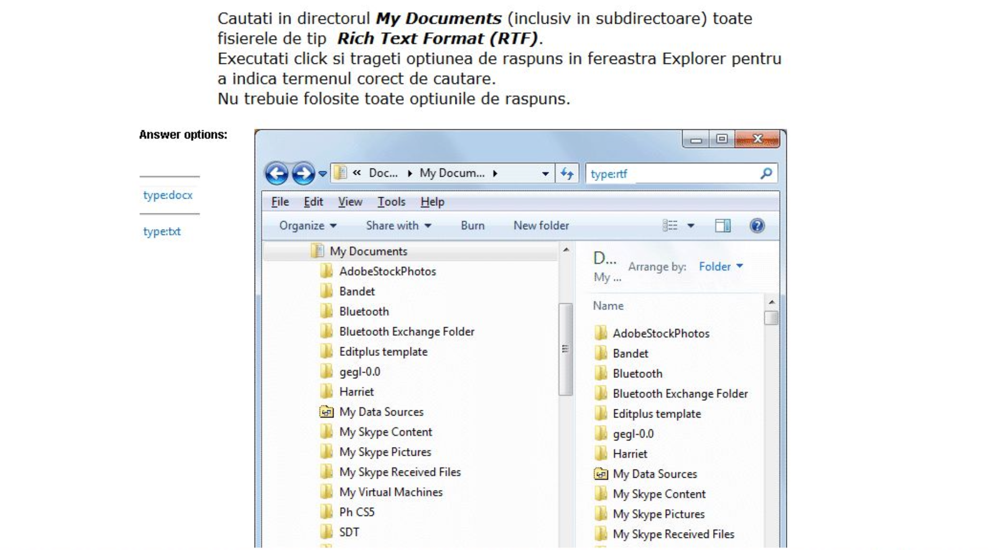 Cautati in directorul My Documents (inclusiv in subdirectoare) toate
fisierele de tip Rich Text Format (RTF).
Executati click si trageti optiunea de raspuns in fereastra Explorer pentru
a indica termenul corect de cautare.
Nu trebuie folosite toate optiunile de raspuns.
Answer options:
type:docx
type:txt
« Doc... My Docum...
type:rtf
File Edit View Tools Help
Organize Share with Burn New folder
My Documents
AdobeStockPhotos
Bandet
Bluetooth
Bluetooth Exchange Folder
Editplus template
gegl-0.0
Harriet
My Data Sources
My Skype Content
My Skype Pictures
My Skype Received Files
My Virtual Machines
Ph CS5
SDT
D...
My ...
Arrange by: Folder
Name
AdobeStockPhotos
Bandet
Bluetooth
Bluetooth Exchange Folder
Editplus template
gegl-0.0
Harriet
My Data Sources
My Skype Content
My Skype Pictures
My Skype Received Files